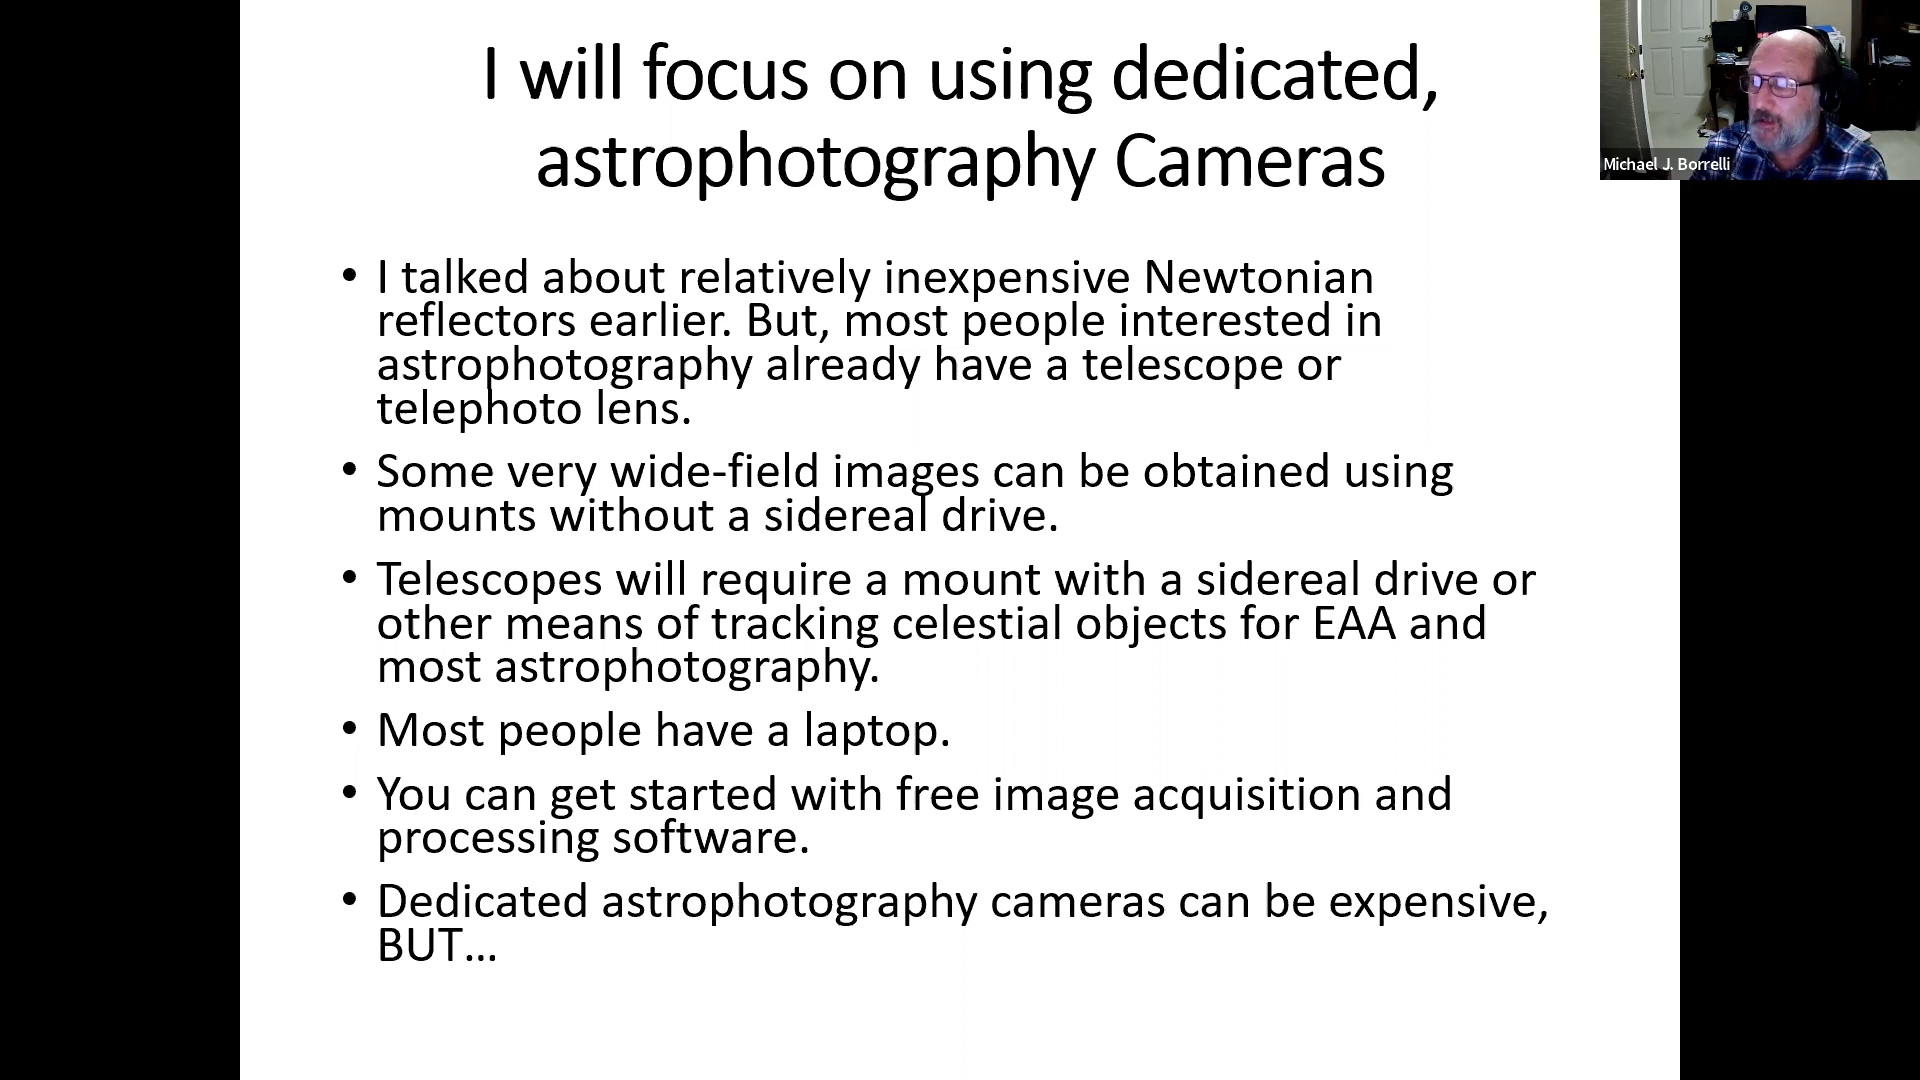 I will focus on using dedicated,
astrophotography Cameras
Michael J. Borrelli
• I talked about relatively inexpensive Newtonian
reflectors earlier. But, most people interested in
astrophotography already have a telescope or
telephoto lens.
• Some very wide-field images can be obtained using
mounts without a sidereal drive.
• Telescopes will require a mount with a sidereal drive or
other means of tracking celestial objects for EAA and
most astrophotography.
• Most people have a laptop.
• You can get started with free image acquisition and
processing software.
• Dedicated astrophotography cameras can be expensive,
BUT…